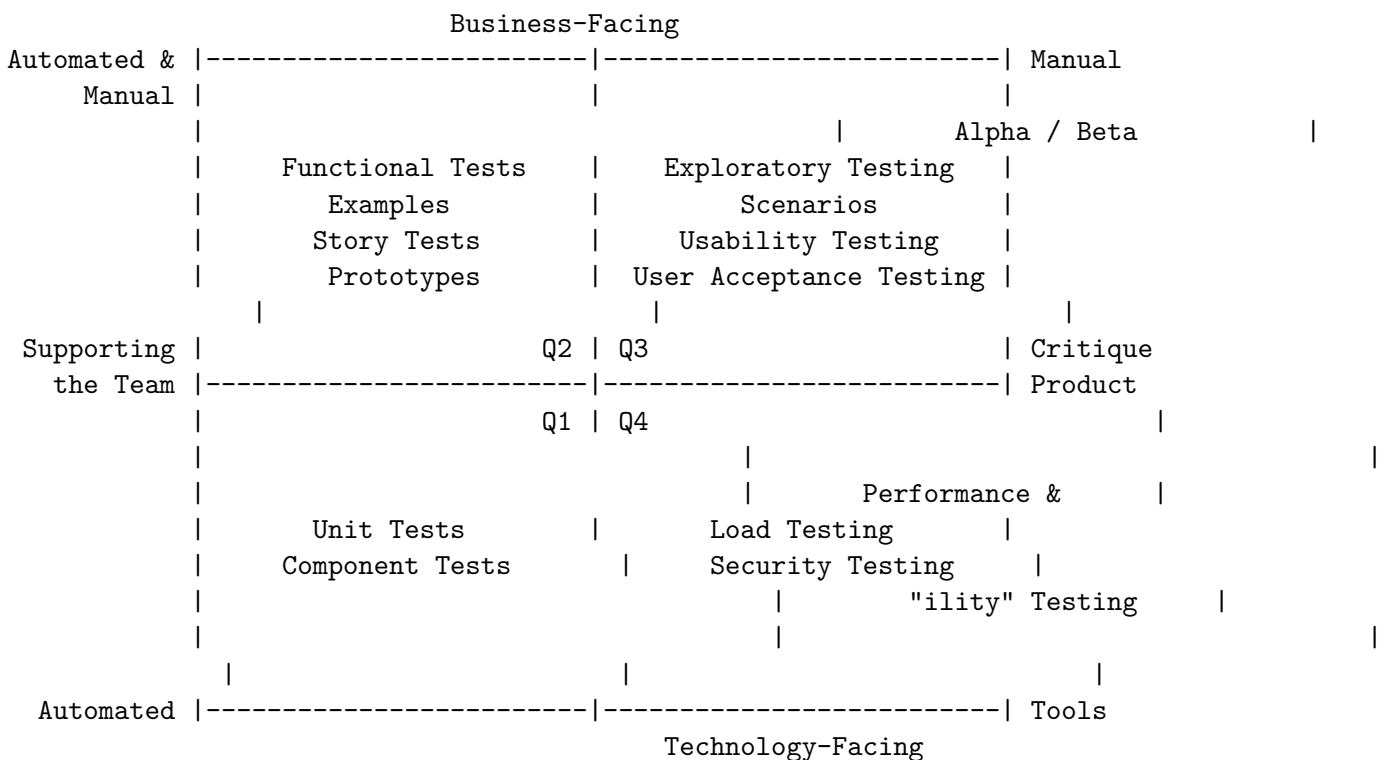 Business-Facing
Automated & |-------------------------|--------------------------| Manual
Manual | | |
| | Alpha / Beta |
| Functional Tests | Exploratory Testing |
| Examples | Scenarios |
| Story Tests | Usability Testing |
| Prototypes | User Acceptance Testing |
| | |
Supporting | Q2 | Q3 | Critique
the Team |-------------------------|--------------------------| Product
| Q1 | Q4 |
| | |
| | Performance & |
| Unit Tests | Load Testing |
| Component Tests | Security Testing |
| | "ility" Testing |
| | |
| | |
Automated |-------------------------|--------------------------| Tools
Technology-Facing